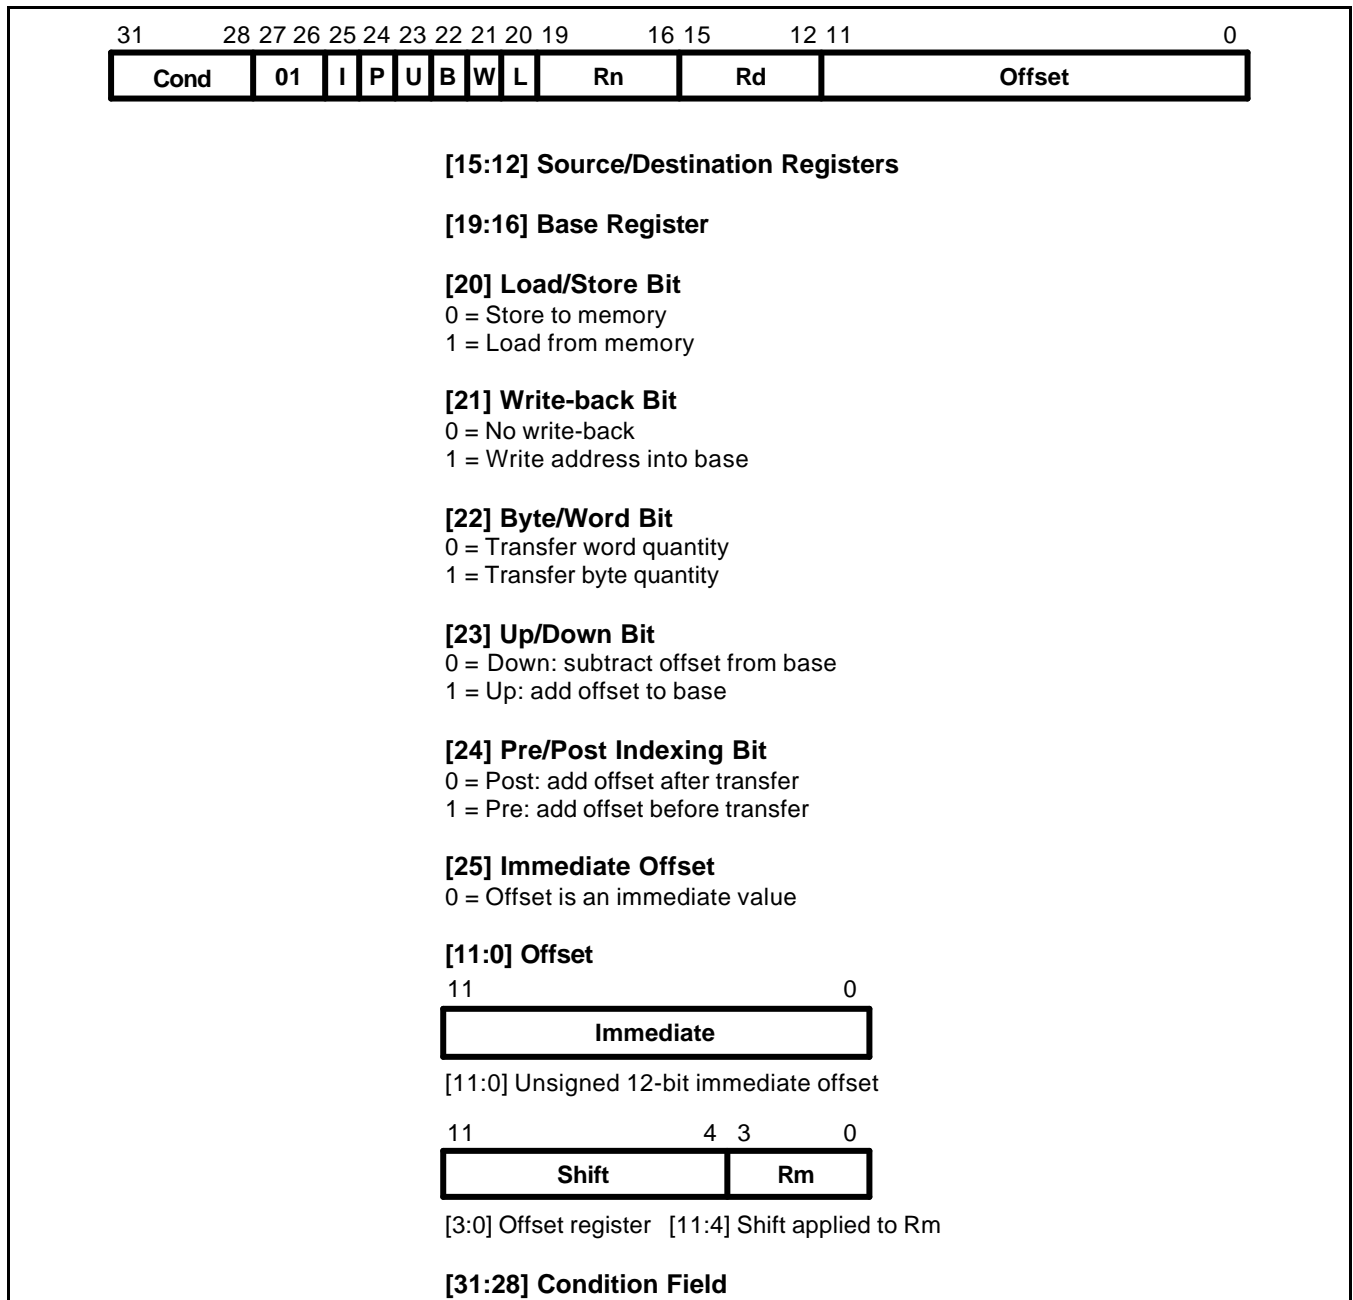 31 28 27 26 25 24 23 22 21 20 19 16 15 12 11 0
Cond 01 I P U B W L Rn Rd Offset
[15:12] Source/Destination Registers
[19:16] Base Register
[20] Load/Store Bit
0 = Store to memory
1 = Load from memory
[21] Write-back Bit
0 = No write-back
1 = Write address into base
[22] Byte/Word Bit
0 = Transfer word quantity
1 = Transfer byte quantity
[23] Up/Down Bit
0 = Down: subtract offset from base
1 = Up: add offset to base
[24] Pre/Post Indexing Bit
0 = Post: add offset after transfer
1 = Pre: add offset before transfer
[25] Immediate Offset
0 = Offset is an immediate value
[11:0] Offset
11 0
Immediate
[11:0] Unsigned 12-bit immediate offset
11 4 3 0
Shift Rm
[3:0] Offset register [11:4] Shift applied to Rm
[31:28] Condition Field